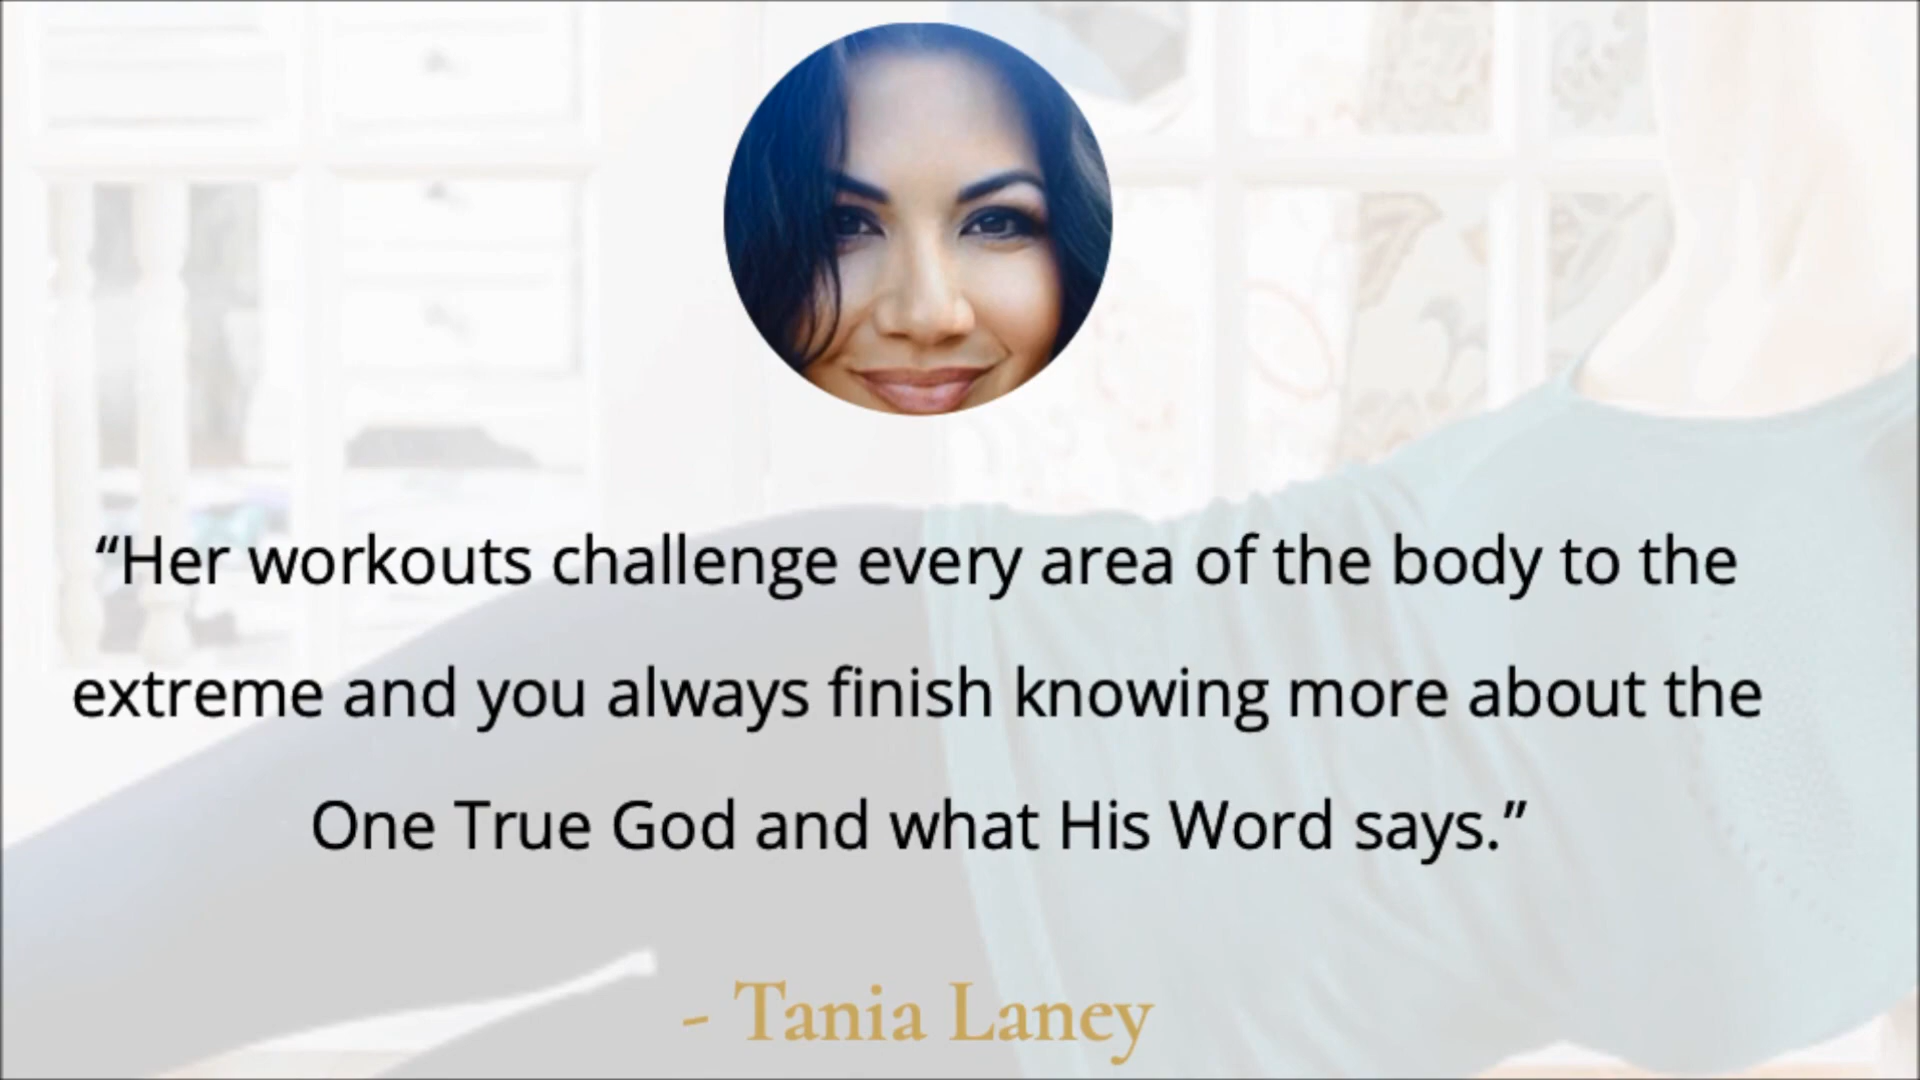 “Her workouts challenge every area of the body to the
extreme and you always finish knowing more about the
One True God and what His Word says.”
- Tania Laney